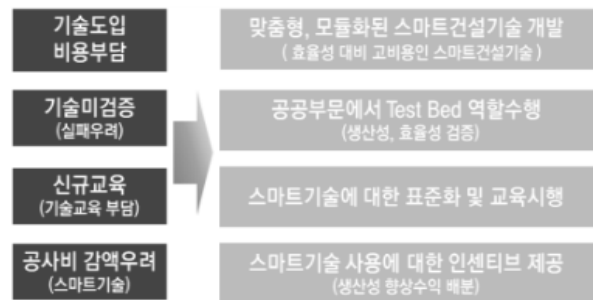 기술도입
비용부담
맞춤형, 모듈화된 스마트건설기술 개발
( 효율성 대비 고비용인 스마트건설기술 )
기술미검증
(실패우려)
공공부문에서 Test Bed 역할수행
(생산성, 효율성 검증)
신규교육
(기술교육 부담)
스마트기술에 대한 표준화 및 교육시행
공사비 감액우려
(스마트기술)
스마트기술 사용에 대한 인센티브 제공
(생산성 향상수익 배분)